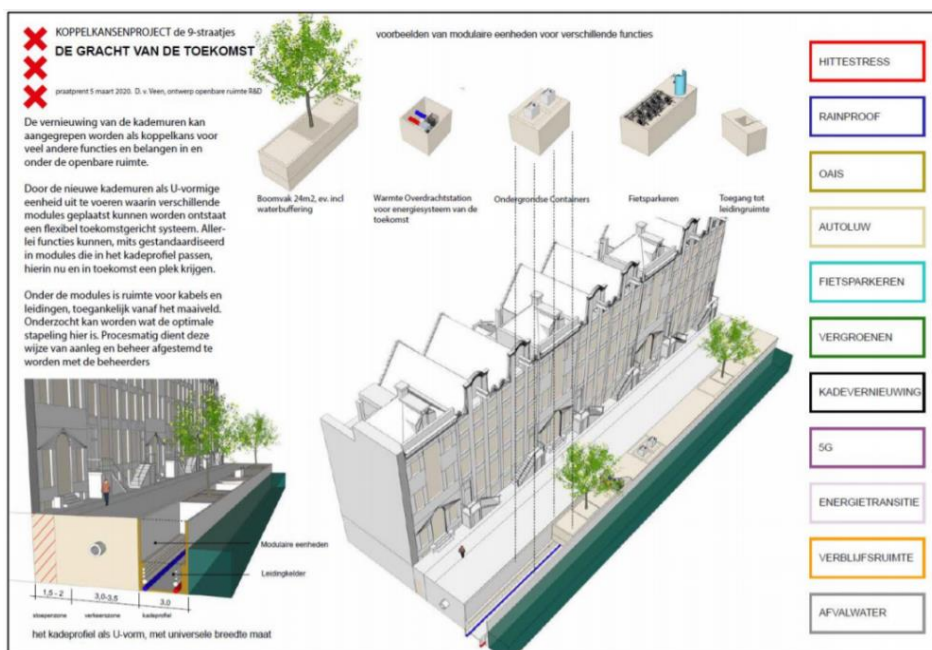 KOPPELKANSENPROJECT de 9-straatjes
DE GRACHT VAN DE TOEKOMST
praatprent 5 maart 2020. D. v. Veen, ontwerp openbare ruimte R&D
De vernieuwing van de kademuren kan
aangegrepen worden als koppelkans voor
veel andere functies en belangen in en
onder de openbare ruimte.
Door de nieuwe kademuren als U-vormige
eenheid uit te voeren waarin verschillende
modules geplaatst kunnen worden ontstaat
een flexibel toekomstgericht systeem. Aller-
lei functies kunnen, mits gestandaardiseerd
in modules die in het kadeprofiel passen,
hierin nu en in toekomst een plek krijgen.
Onder de modules is ruimte voor kabels en
leidingen, toegankelijk vanaf het maaiveld.
Onderzocht kan worden wat de optimale
stapeling hier is. Procesmatig dient deze
wijze van aanleg en beheer afgestemd te
worden met de beheerders
voorbeelden van modulaire eenheden voor verschillende functies
Boomvak 24m2, ev. incl
waterbuffering
Warmte Overdrachtstation
voor energiesysteem van de
toekomst
Ondergrondse Containers
Fietsparkeren
Toegang tot
leidingruimte
Modulaire eenheden
Leidingkelder
1,5 - 2
3,0-3,5
3,0
stoepenzone
verkeerszone
kadeprofiel
het kadeprofiel als U-vorm, met universele breedte maat
HITTESTRESS
RAINPROOF
OAIS
AUTOLUW
FIETSPARKEREN
VERGROENEN
KADEVERNIEUWING
5G
ENERGIETRANSITIE
VERBLIJFSRUIMTE
AFVALWATER